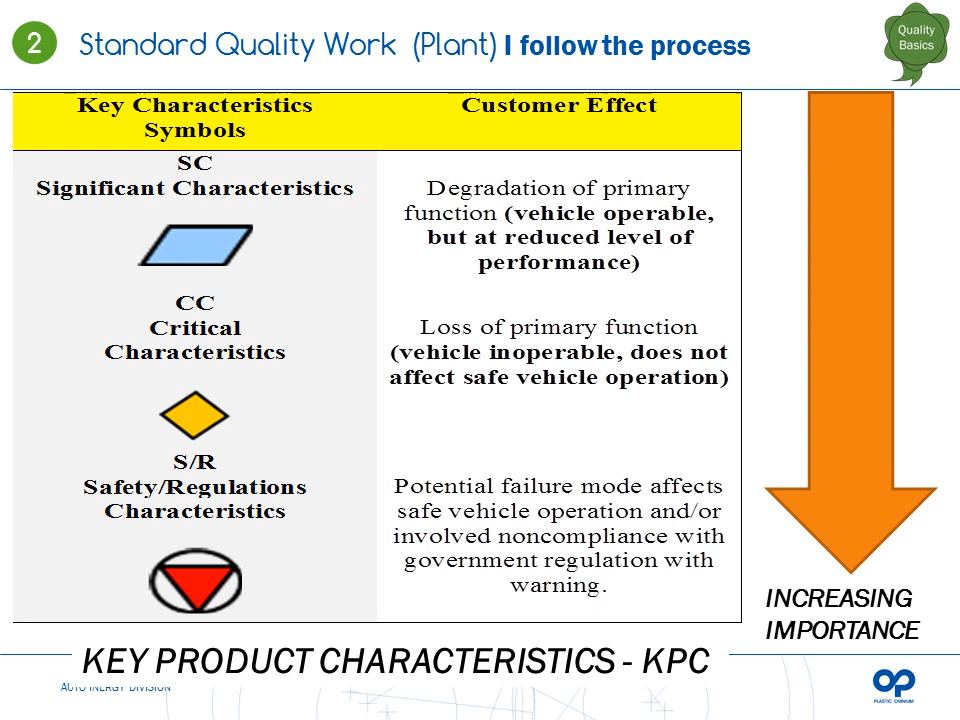 2
Standard Quality Work (Plant) I follow the process
Quality
Basics
Key Characteristics
Symbols
Customer Effect
SC
Significant Characteristics
Degradation of primary
function (vehicle operable,
but at reduced level of
performance)
CC
Critical
Characteristics
Loss of primary function
(vehicle inoperable, does not
affect safe vehicle operation)
S/R
Safety/Regulations
Characteristics
Potential failure mode affects
safe vehicle operation and/or
involved noncompliance with
government regulation with
warning.
INCREASING
IMPORTANCE
KEY PRODUCT CHARACTERISTICS - KPC
AUTO INERGY DIVISION
PLASTIC OMNIUM